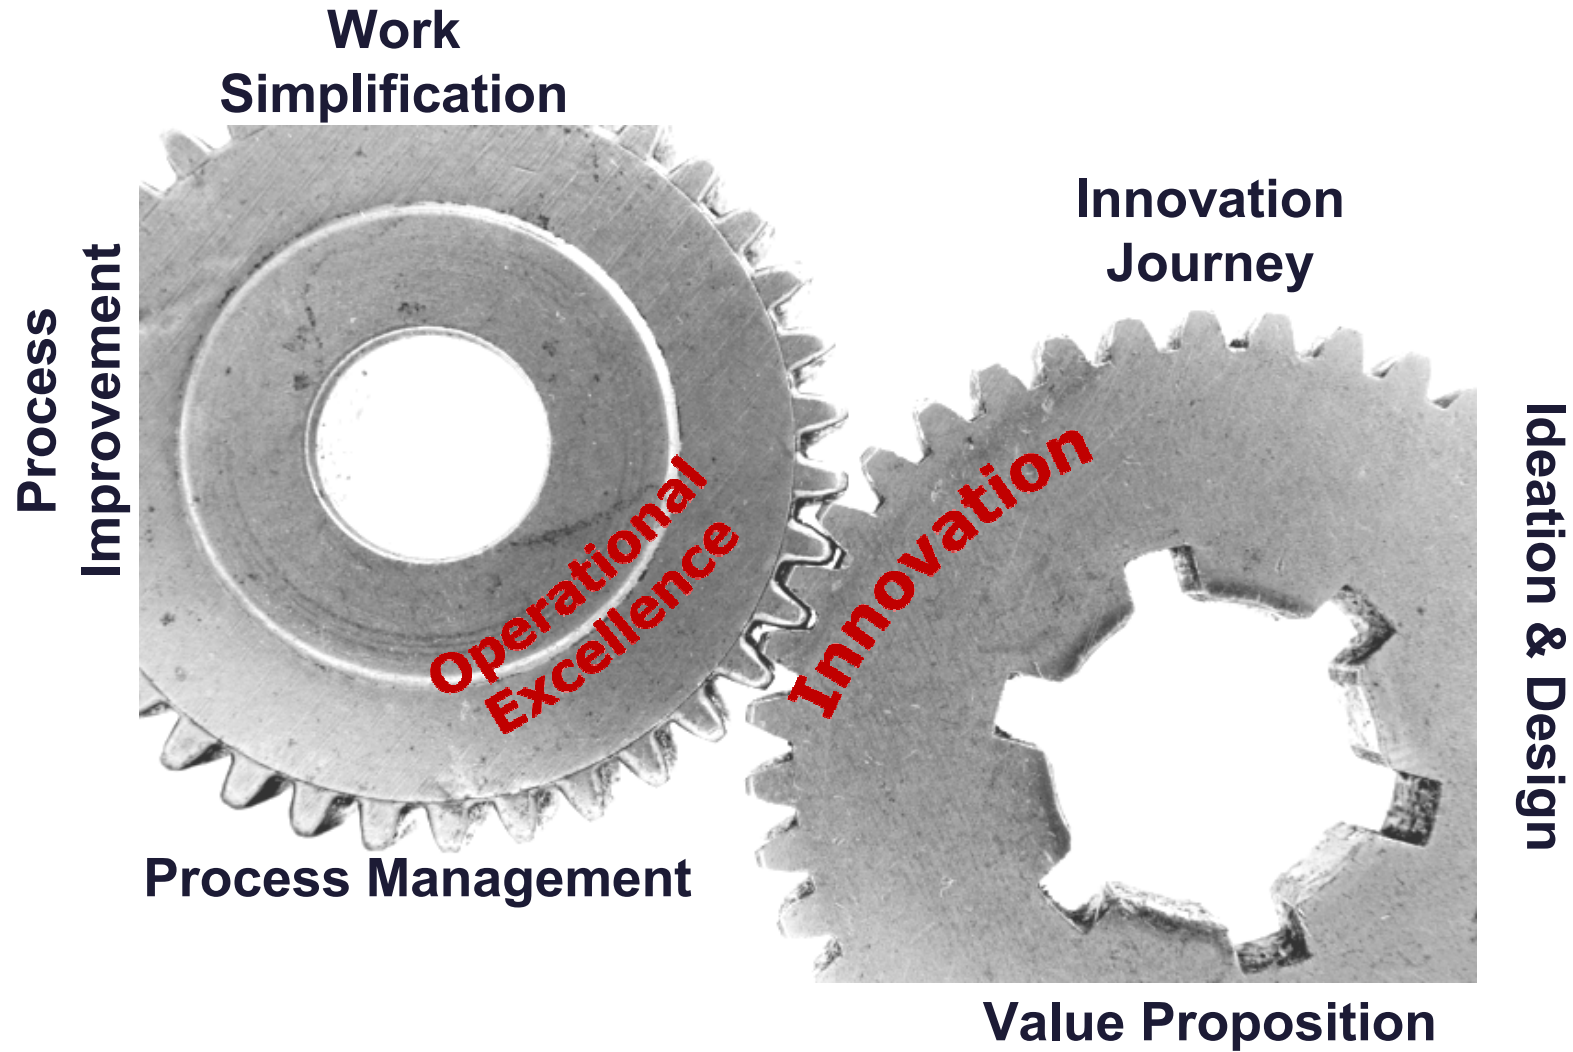 Work
Simplification
Process
Improvement
Operational
Excellence
Process Management
Innovation
Journey
Innovation
Ideation & Design
Value Proposition